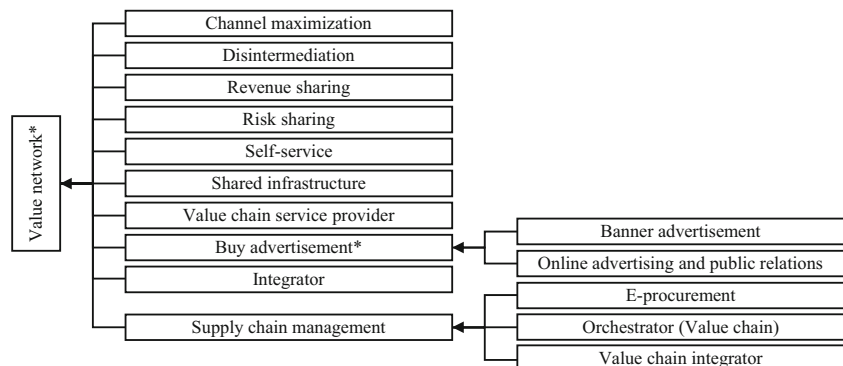 Value network*
Channel maximization
Disintermediation
Revenue sharing
Risk sharing
Self-service
Shared infrastructure
Value chain service provider
Buy advertisement*
Integrator
Supply chain management
Banner advertisement
Online advertising and public relations
E-procurement
Orchestrator (Value chain)
Value chain integrator